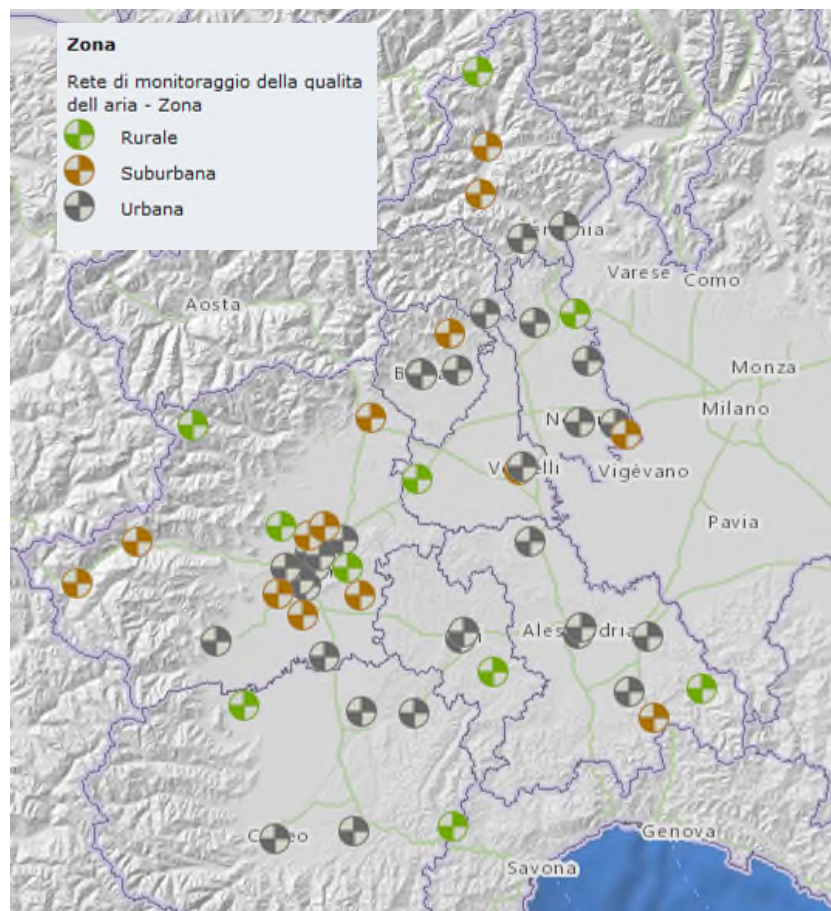 Zona
Rete di monitoraggio della qualita
dell aria - Zona
Rurale
Suburbana
Urbana
Varese
Como
Aosta
Monza
Milano
Vigévano
Pavia
Genova
Savona